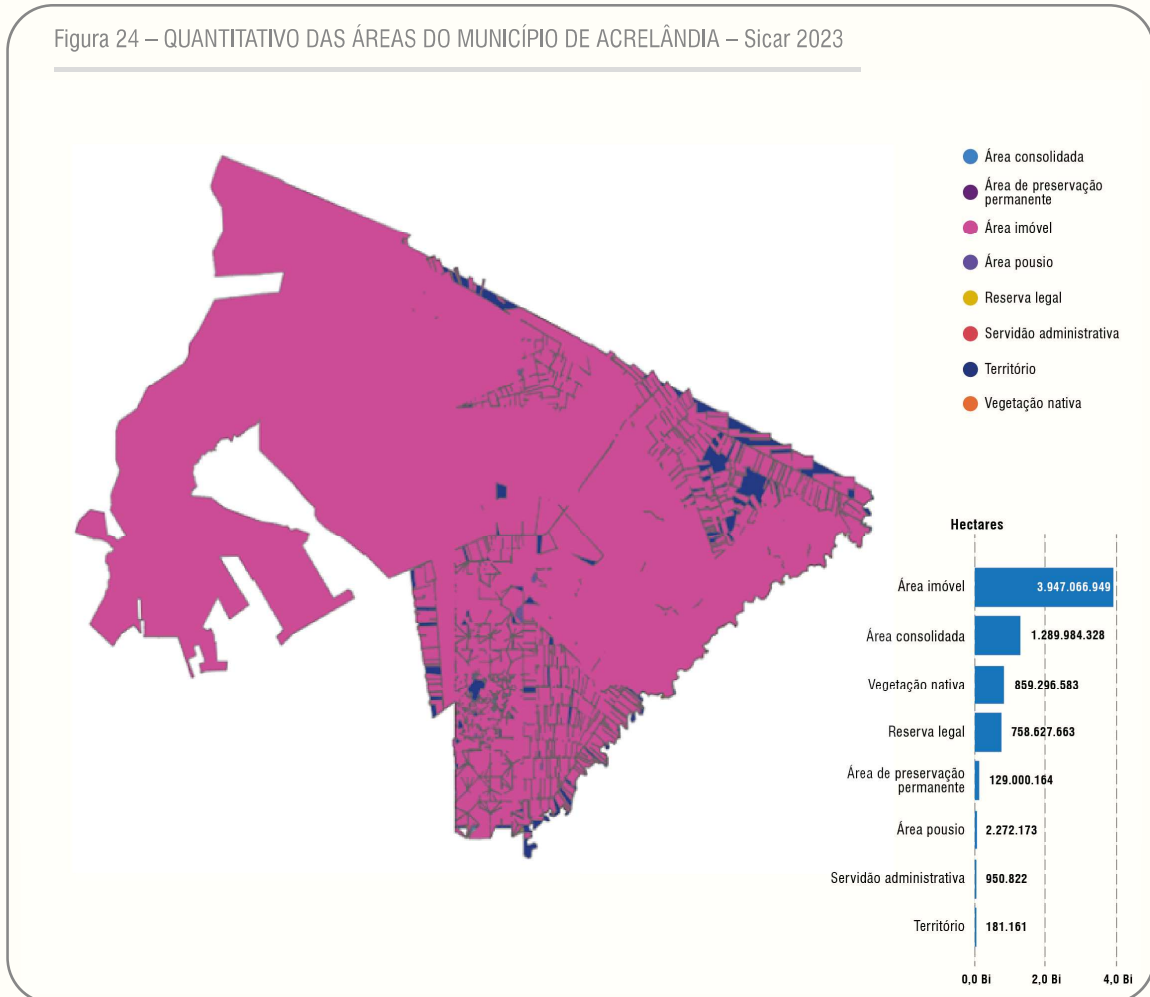 Figura 24 – QUANTITATIVO DAS ÁREAS DO MUNICÍPIO DE ACRELÂNDIA – Sicar 2023
Área consolidada
Área de preservação
permanente
Área imóvel
Área pousio
Reserva legal
Servidão administrativa
Território
Vegetação nativa
Hectares
Área imóvel 3.947.066.949
Área consolidada 1.289.984.328
Vegetação nativa 859.296.583
Reserva legal 758.627.663
Área de preservação
permanente 129.000.164
Área pousio 2.272.173
Servidão administrativa 950.822
Território 181.161
0,0 Bi 2,0 Bi 4,0 Bi